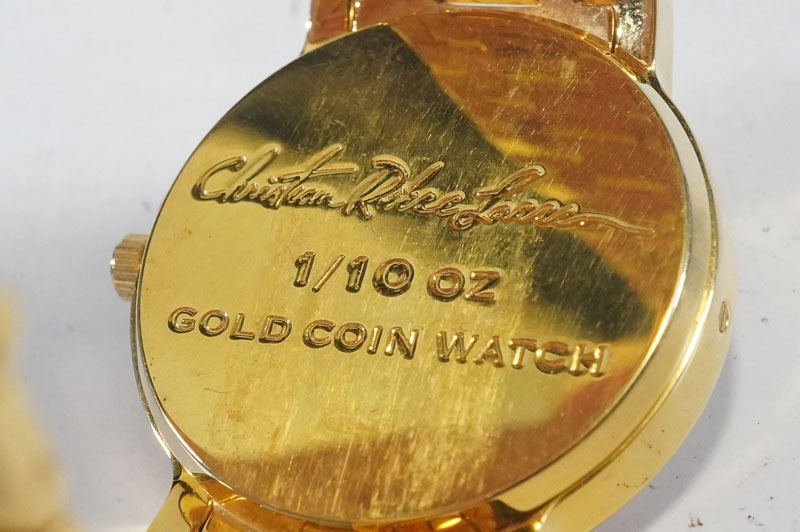 Christian Riese Lassen
1/10 OZ
GOLD COIN WATCH